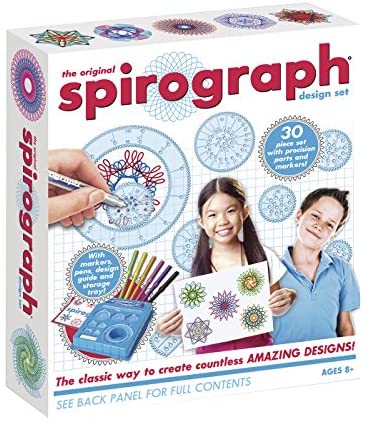 the original
spirograph®
design set
30
piece set
with precision
parts and
markers!
With
markers,
pens, design
guide and
storage
tray!
The classic way to create countless AMAZING DESIGNS!
SEE BACK PANEL FOR FULL CONTENTS
AGES 8+
the original
spirograph
design set